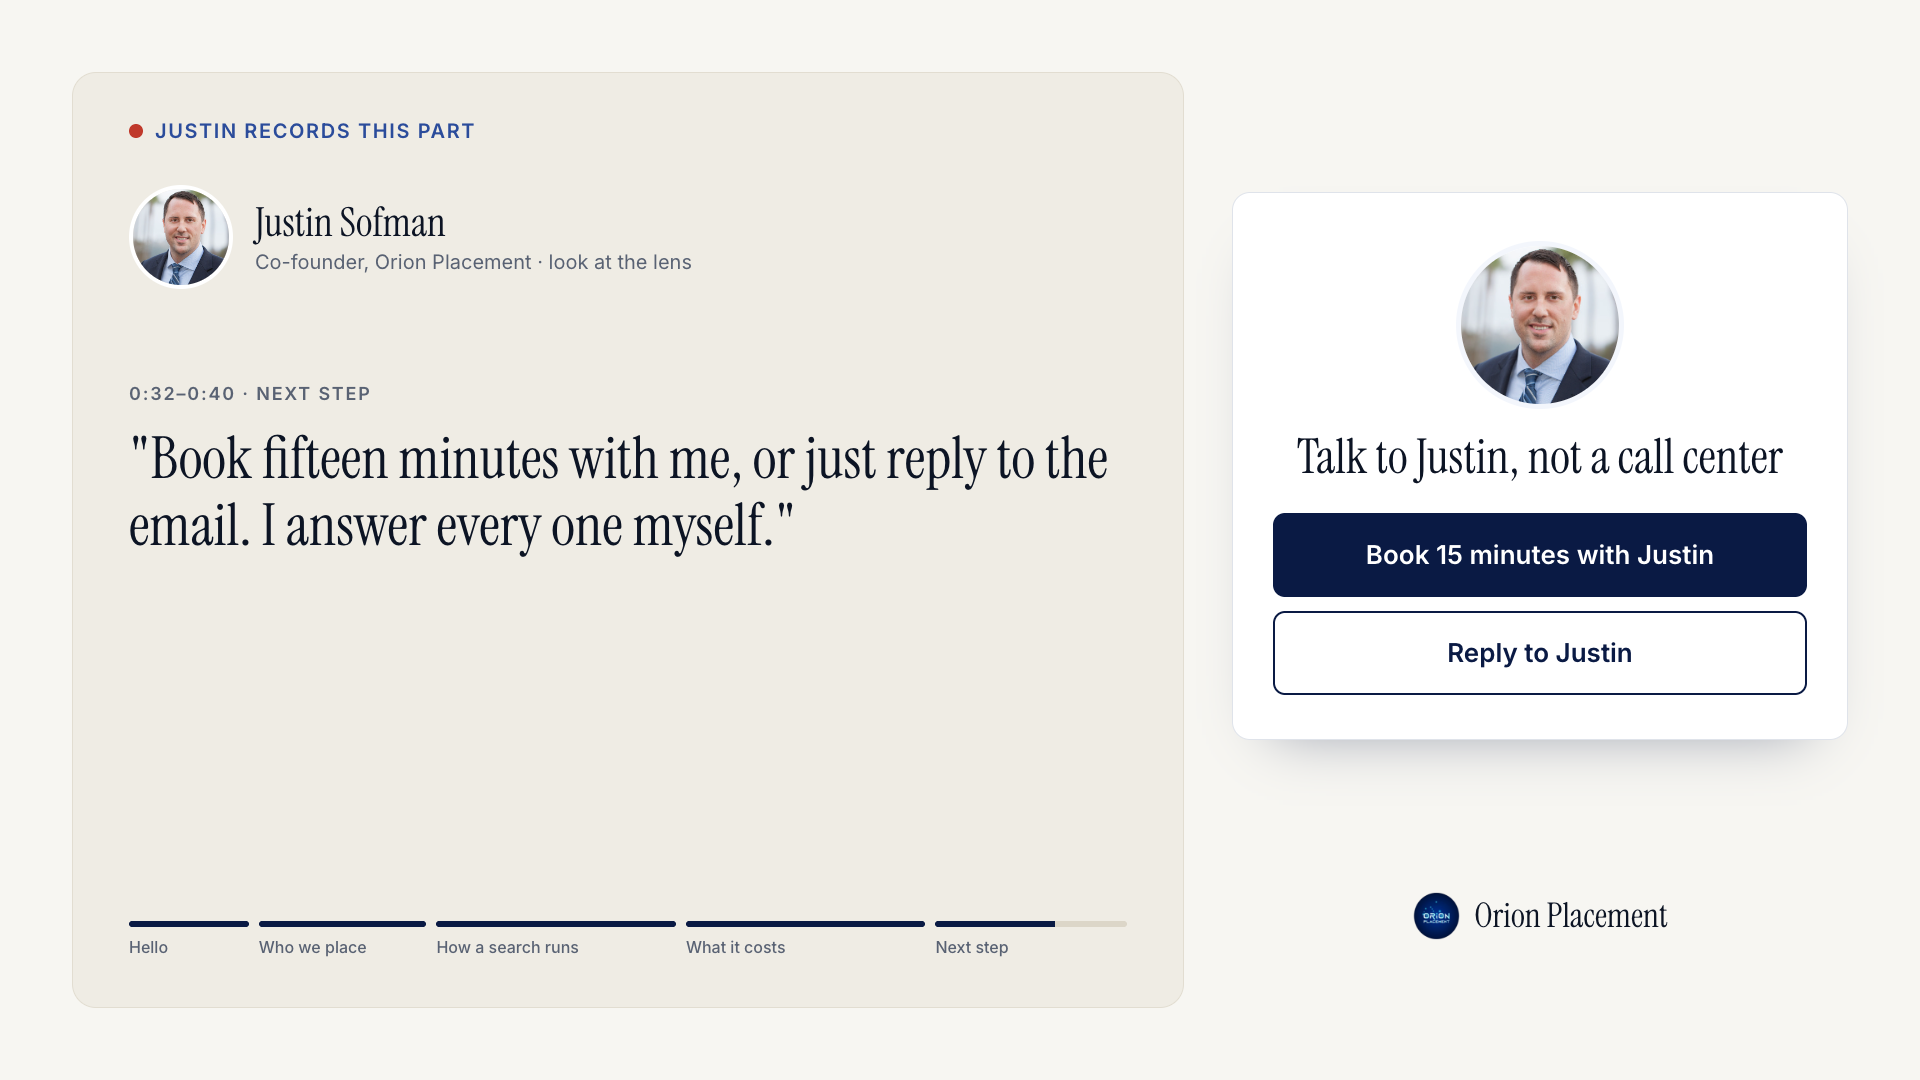 JUSTIN RECORDS THIS PART
Justin Sofman
Co-founder, Orion Placement · look at the lens
0:32–0:40 · NEXT STEP
"Book fifteen minutes with me, or just reply to the
email. I answer every one myself."
Hello
Who we place
How a search runs
What it costs
Next step
Talk to Justin, not a call center
Book 15 minutes with Justin
Reply to Justin
ORION
PLACEMENT
Orion Placement